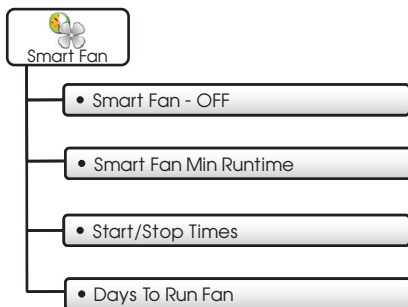 Smart Fan
• Smart Fan - OFF
• Smart Fan Min Runtime
• Start/Stop Times
• Days To Run Fan